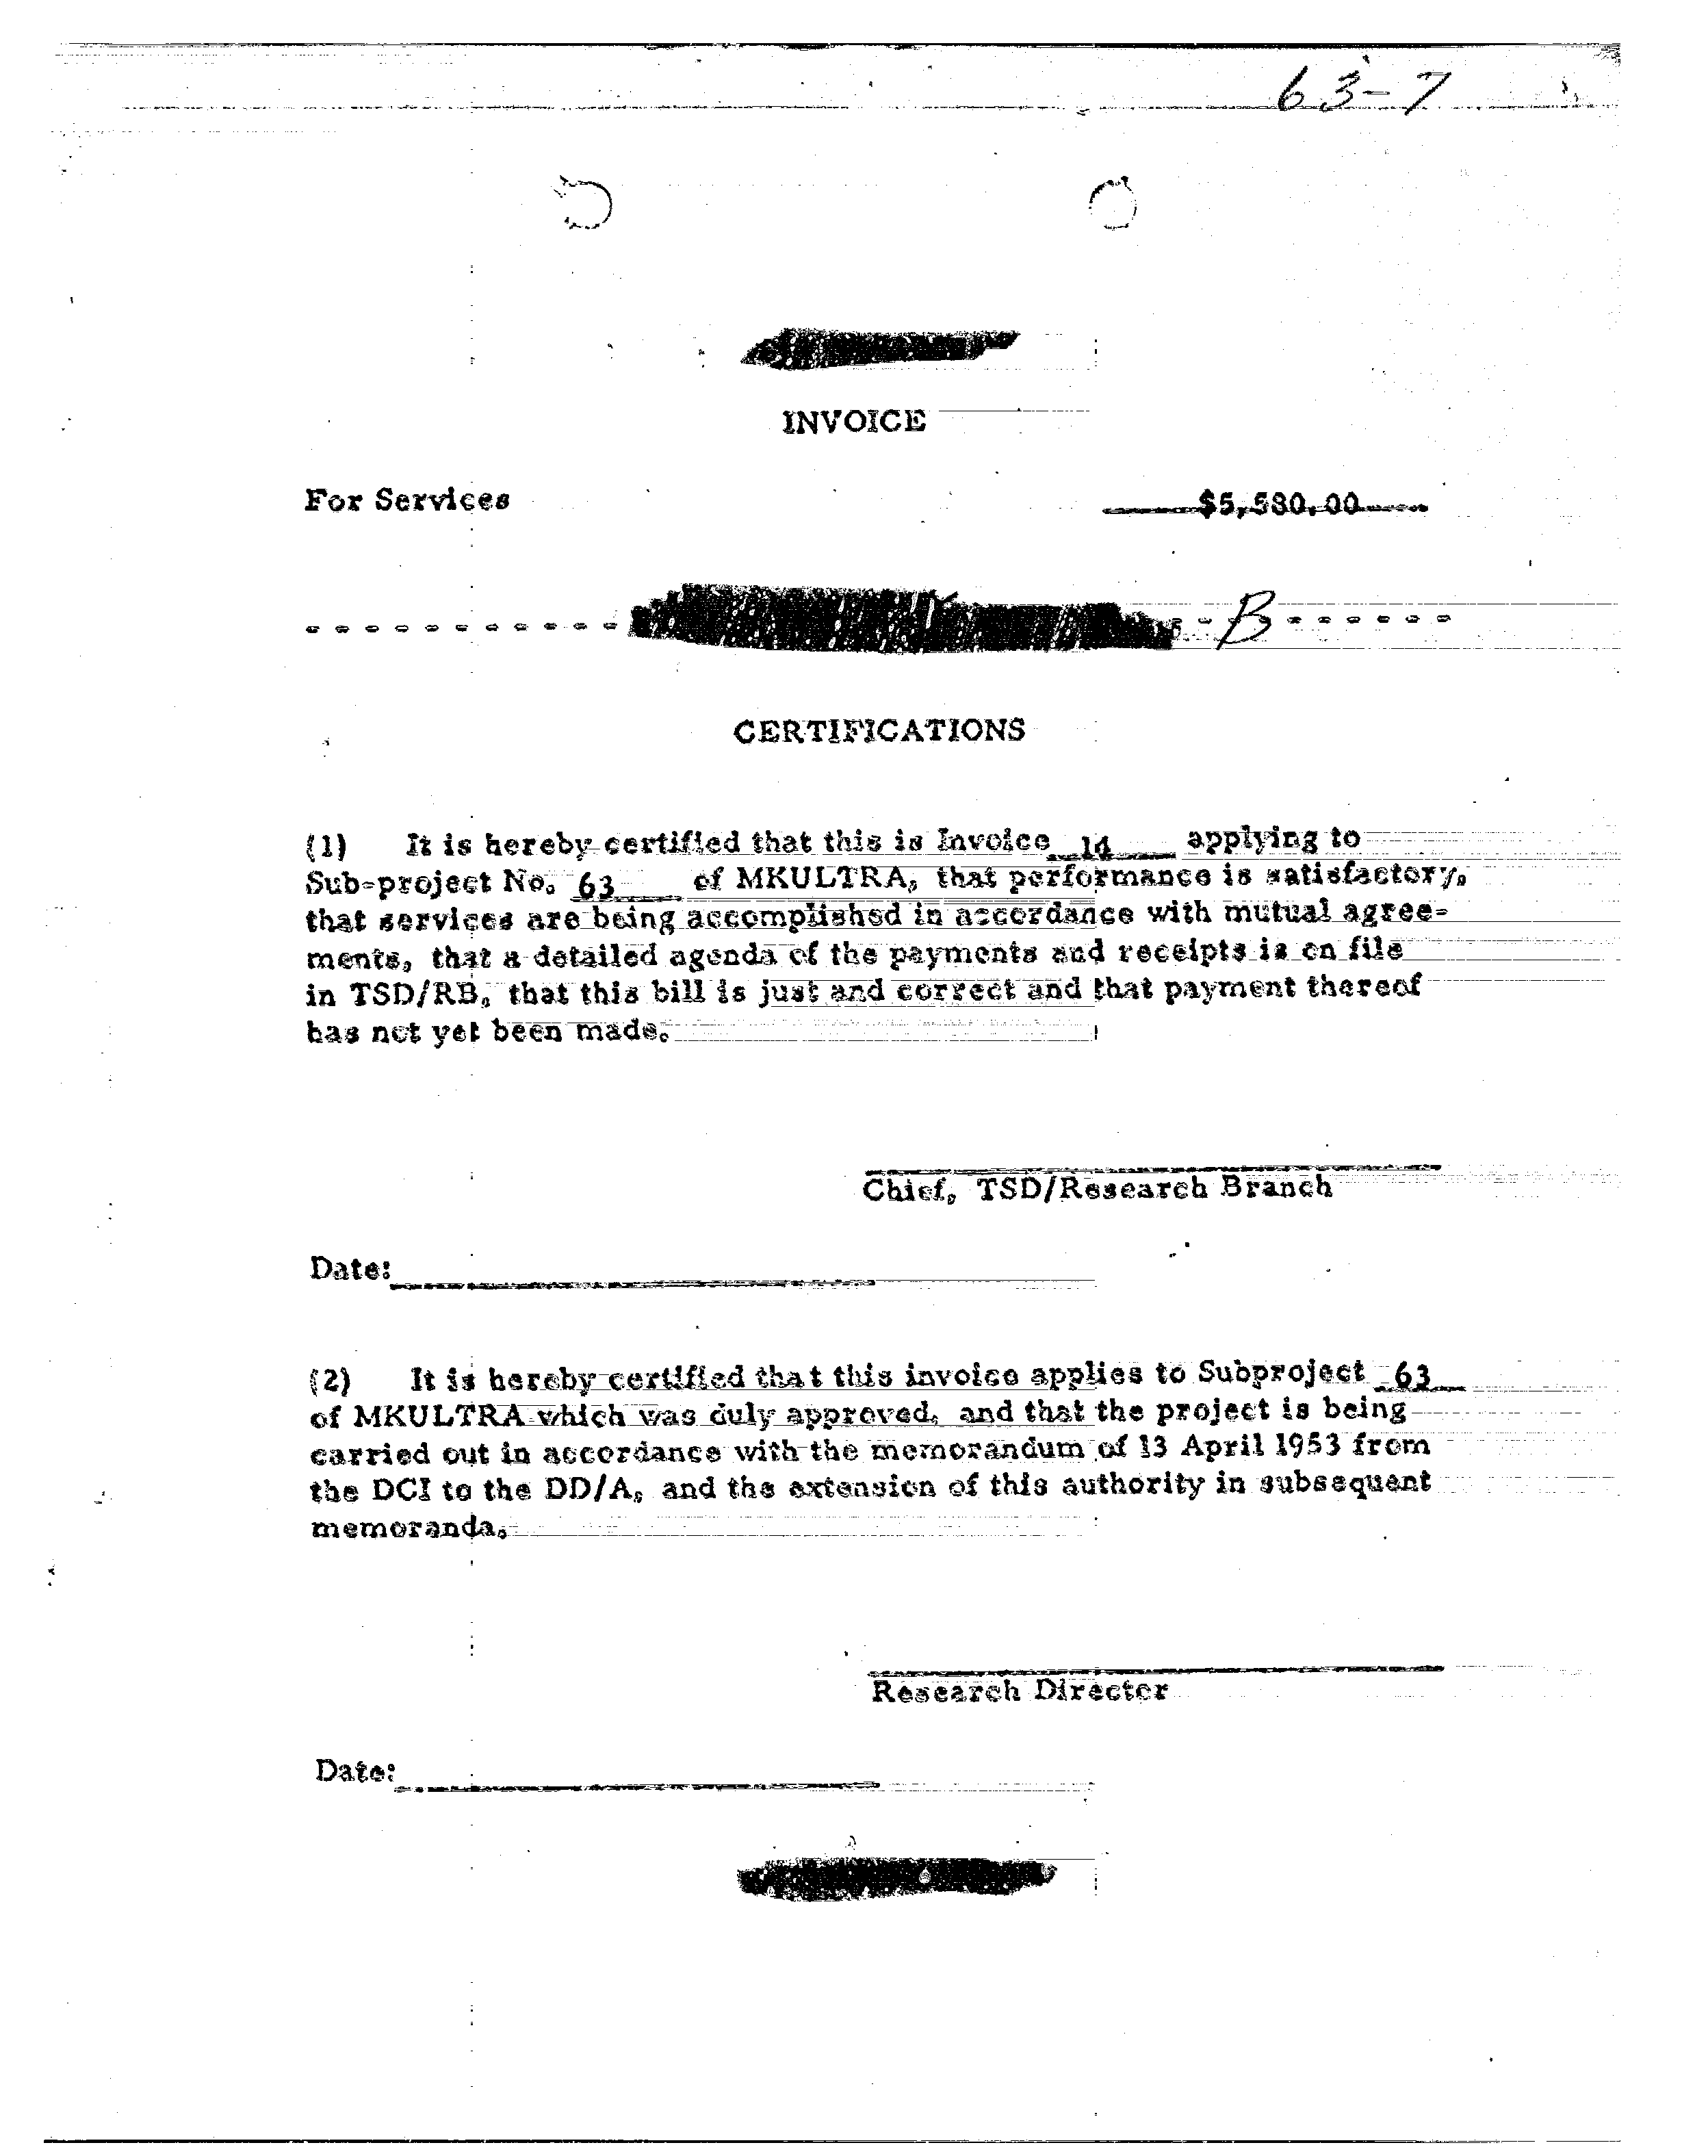 63-7
INVOICE
For Services $5,580.00
B
CERTIFICATIONS
(1) It is hereby certified that this is Invoice 14 applying to
Sub-project No. 63 of MKULTRA, that performance is satisfactory,
that services are being accomplished in accordance with mutual agree-
ments, that a detailed agenda of the payments and receipts is on file
in TSD/RB, that this bill is just and correct and that payment thereof
has not yet been made.
Chief, TSD/Research Branch
Date:
(2) It is hereby certified that this invoice applies to Subproject 63
of MKULTRA which was duly approved, and that the project is being
carried out in accordance with the memorandum of 13 April 1953 from
the DCI to the DD/A, and the extension of this authority in subsequent
memoranda.
Research Director
Date: